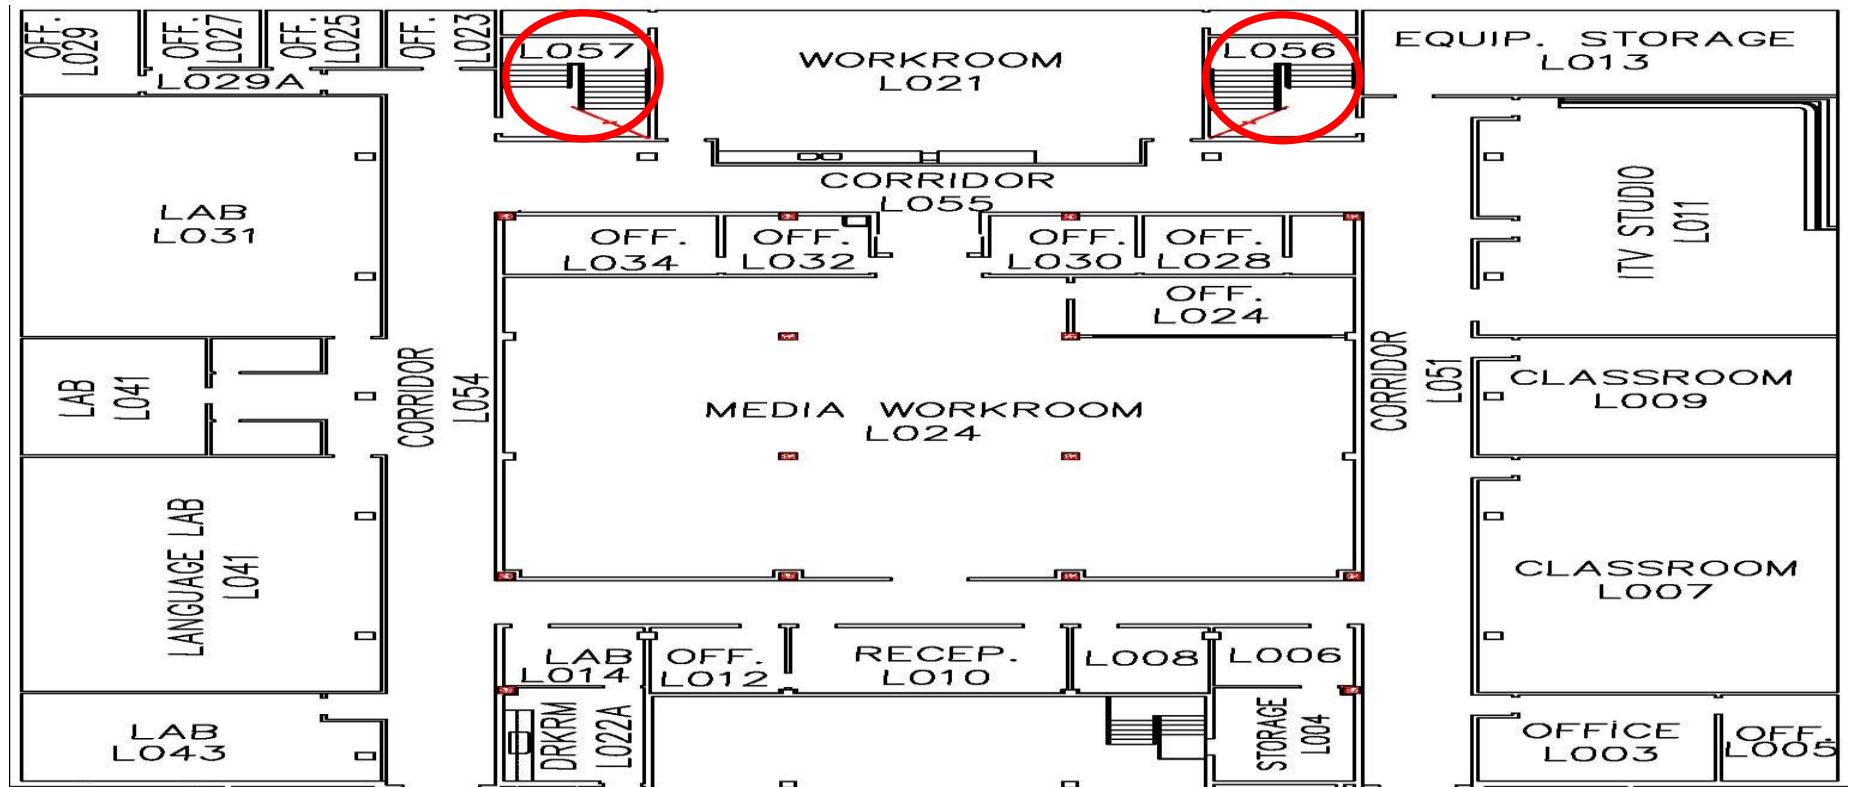 OFF.
L029
OFF.
L027
OFF.
L025
OFF.
L023
L029A
L057
WORKROOM
L021
L056
EQUIP. STORAGE
L013
CORRIDOR
L055
LAB
L031
OFF.
L034
OFF.
L032
OFF.
L030
OFF.
L028
OFF.
L024
ITV STUDIO
L011
LAB
L041
CORRIDOR
L054
MEDIA WORKROOM
L024
CORRIDOR
L051
CLASSROOM
L009
LANGUAGE LAB
L041
CLASSROOM
L007
LAB
L014
OFF.
L012
RECEP.
L010
L008
L006
LAB
L043
DRKRM
L022A
STORAGE
L004
OFFICE
L003
OFF.
L005